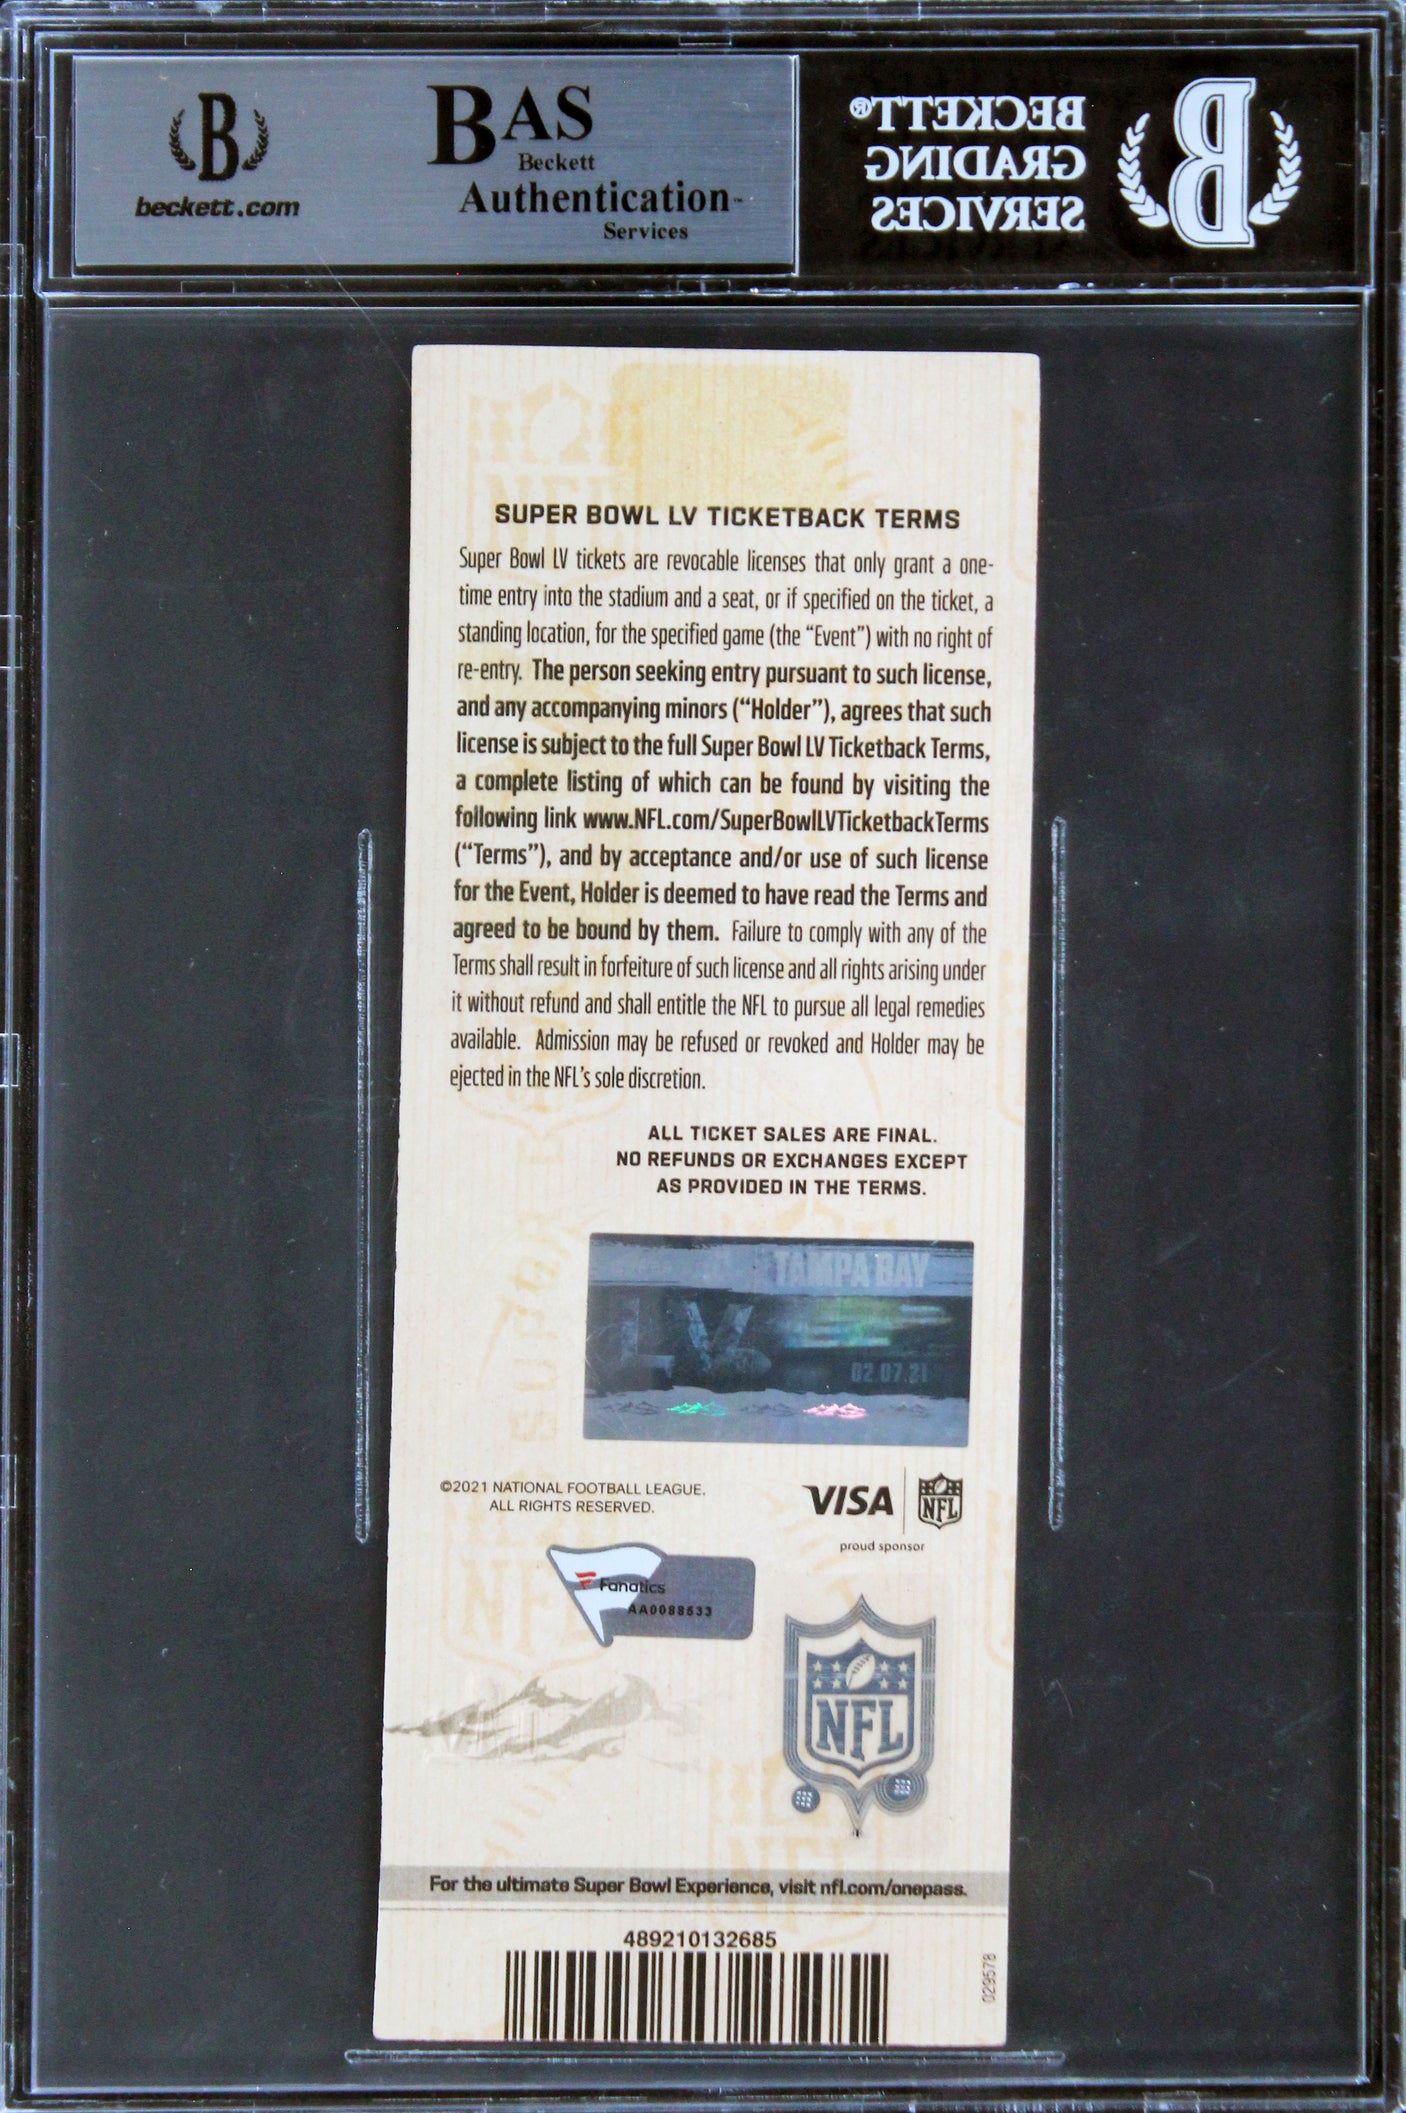 B
beckett.com
BAS
Beckett
Authentication™
Services
BECKETT®
GRADING
SERVICES
B
SUPER BOWL LV TICKETBACK TERMS
Super Bowl LV tickets are revocable licenses that only grant a one-
time entry into the stadium and a seat, or if specified on the ticket, a
standing location, for the specified game (the “Event”) with no right of
re-entry. The person seeking entry pursuant to such license,
and any accompanying minors (“Holder”), agrees that such
license is subject to the full Super Bowl LV Ticketback Terms,
a complete listing of which can be found by visiting the
following link www.NFL.com/SuperBowlLVTicketbackTerms
(“Terms”), and by acceptance and/or use of such license
for the Event, Holder is deemed to have read the Terms and
agreed to be bound by them. Failure to comply with any of the
Terms shall result in forfeiture of such license and all rights arising under
it without refund and shall entitle the NFL to pursue all legal remedies
available. Admission may be refused or revoked and Holder may be
ejected in the NFL’s sole discretion.
ALL TICKET SALES ARE FINAL.
NO REFUNDS OR EXCHANGES EXCEPT
AS PROVIDED IN THE TERMS.
TAMPA BAY
LV
02.07.21
©2021 NATIONAL FOOTBALL LEAGUE.
ALL RIGHTS RESERVED.
VISA
NFL
proud sponsor
Fanatics
AA0088533
NFL
For the ultimate Super Bowl Experience, visit nfl.com/onepass.
489210132685
029578